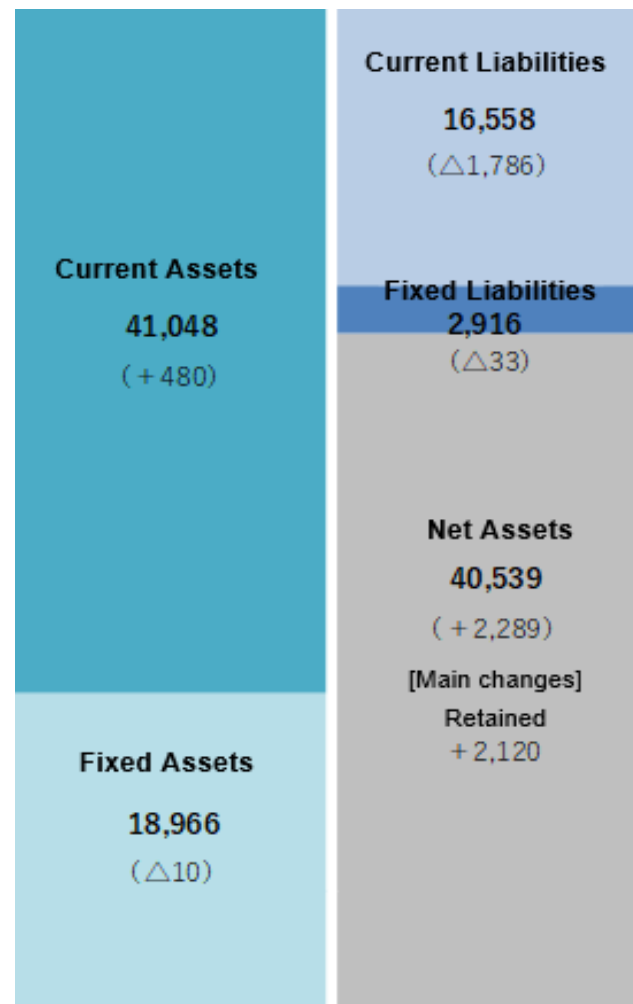 Current Assets
41,048
(+480)
Fixed Assets
18,966
(△10)
Current Liabilities
16,558
(△1,786)
Fixed Liabilities
2,916
(△33)
Net Assets
40,539
(+2,289)
[Main changes]
Retained
+2,120